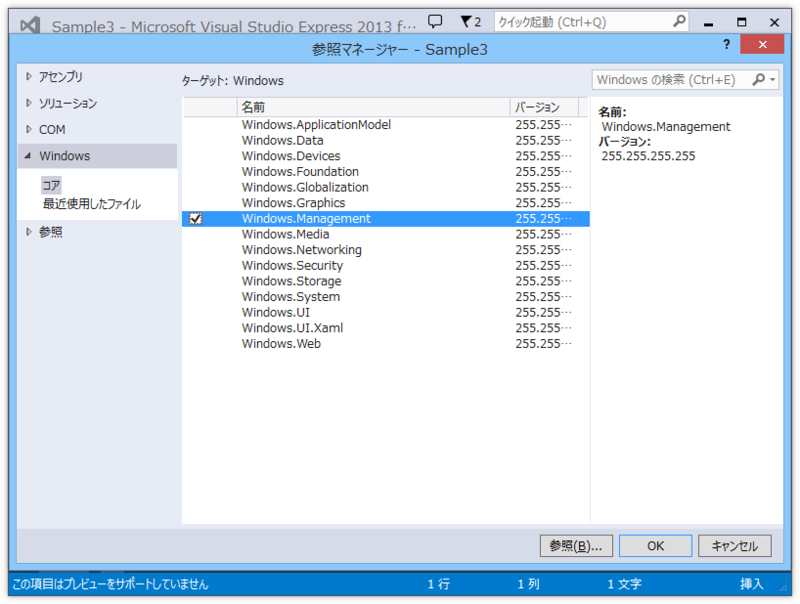 Sample3 - Microsoft Visual Studio Express 2013 f… 2 クイック起動 (Ctrl+Q)
参照マネージャー - Sample3 ?
アセンブリ
ソリューション
COM
Windows
コア
最近使用したファイル
参照
ターゲット: Windows
Windows の検索 (Ctrl+E)
名前 バージョン
Windows.ApplicationModel 255.255…
Windows.Data 255.255…
Windows.Devices 255.255…
Windows.Foundation 255.255…
Windows.Globalization 255.255…
Windows.Graphics 255.255…
Windows.Management 255.255…
Windows.Media 255.255…
Windows.Networking 255.255…
Windows.Security 255.255…
Windows.Storage 255.255…
Windows.System 255.255…
Windows.UI 255.255…
Windows.UI.Xaml 255.255…
Windows.Web 255.255…
名前:
Windows.Management
バージョン:
255.255.255.255
参照(B)... OK キャンセル
この項目はプレビューをサポートしていません 1 行 1 列 1 文字 挿入